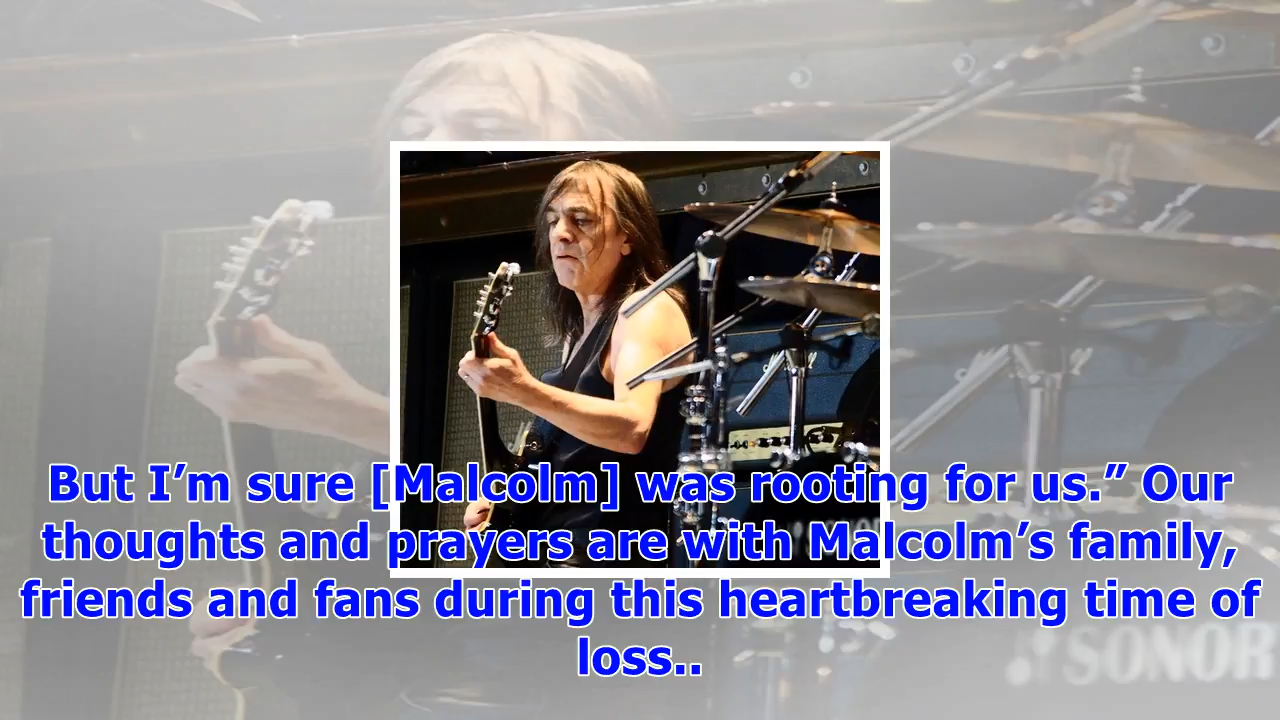 But I’m sure [Malcolm] was rooting for us.” Our
thoughts and prayers are with Malcolm’s family,
friends and fans during this heartbreaking time of
loss..
SONOR